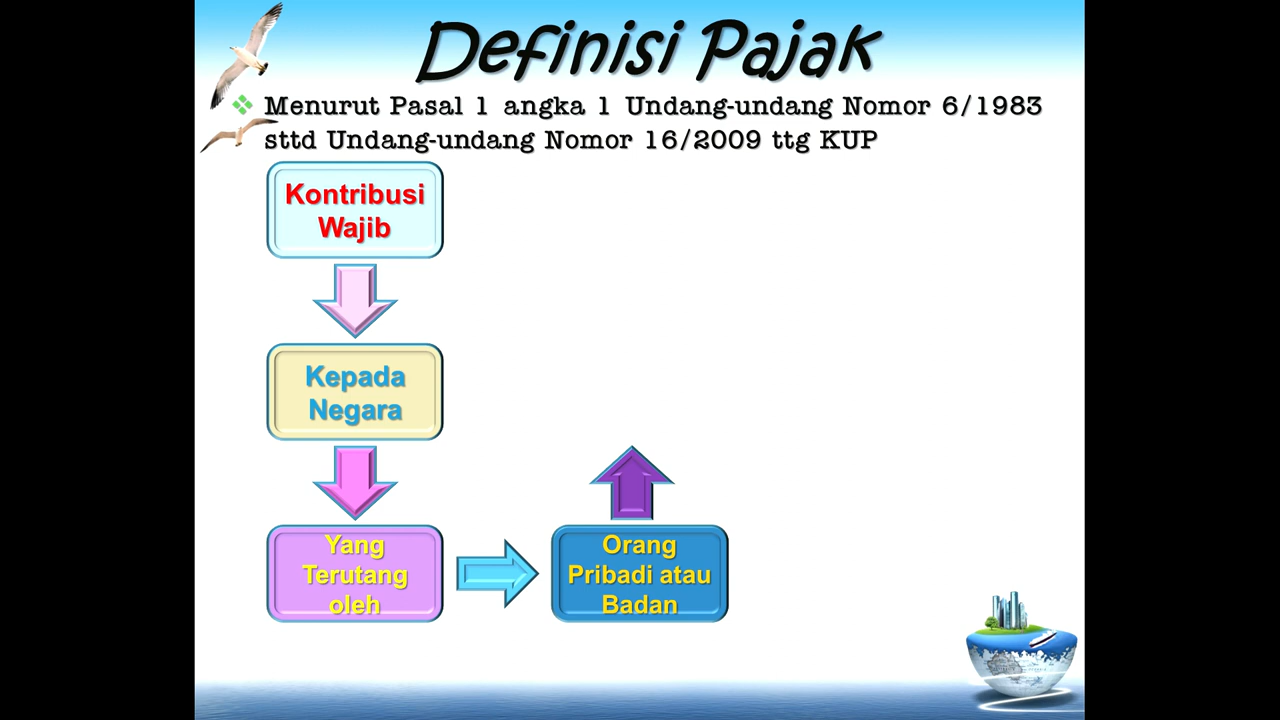 Definisi Pajak
Menurut Pasal 1 angka 1 Undang-undang Nomor 6/1983
sttd Undang-undang Nomor 16/2009 ttg KUP
Kontribusi
Wajib
Kepada
Negara
Yang
Terutang
oleh
Orang
Pribadi atau
Badan